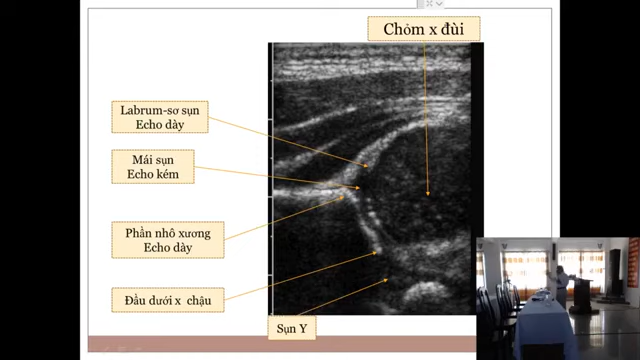 Chỏm x đùi
Labrum-sơ sụn
Echo dày
Mái sụn
Echo kém
Phần nhô xương
Echo dày
Đầu dưới x chậu
Sụn Y